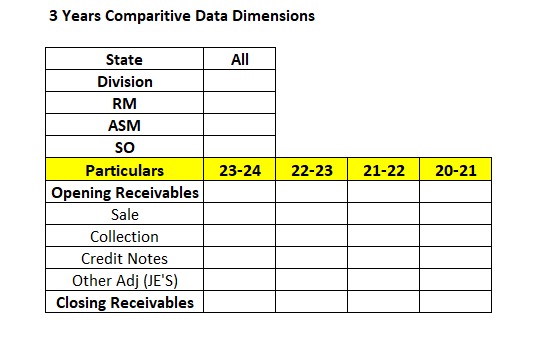 3 Years Comparitive Data Dimensions
State All
Division
RM
ASM
SO
Particulars 23-24 22-23 21-22 20-21
Opening Receivables
Sale
Collection
Credit Notes
Other Adj (JE'S)
Closing Receivables